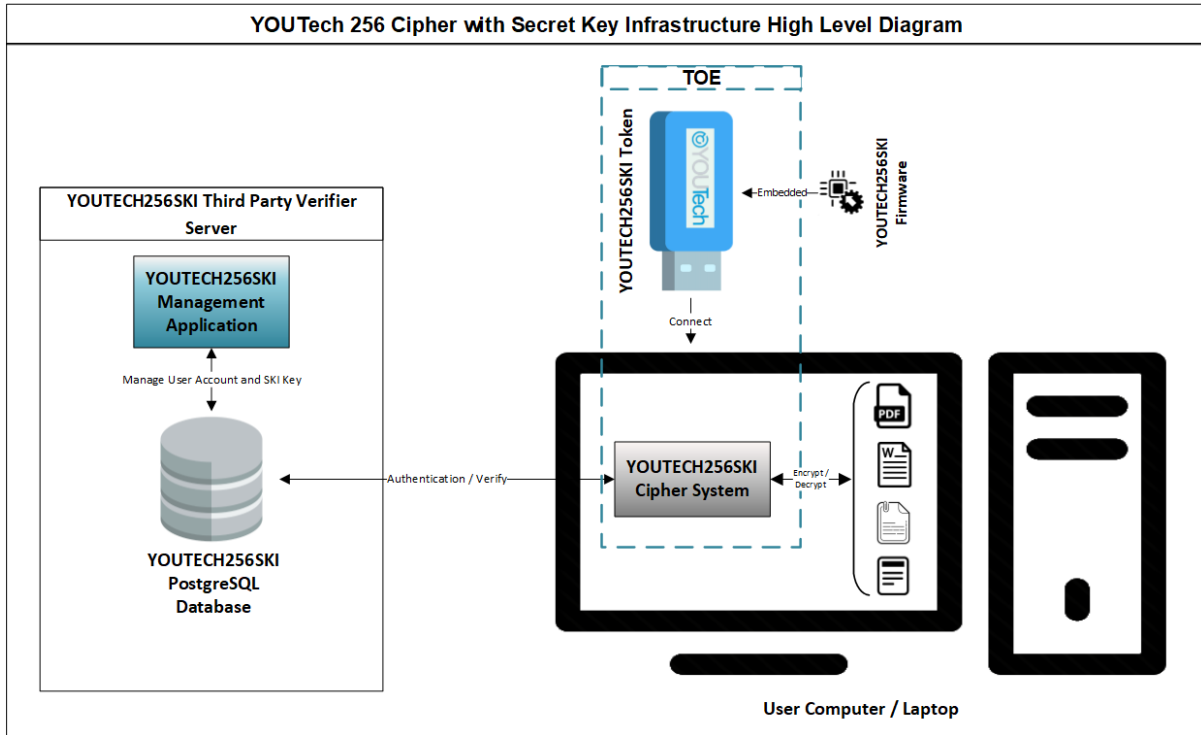 YOUTech 256 Cipher with Secret Key Infrastructure High Level Diagram
TOE
YOUTECH256SKI Token
YOUTech
Embedded
YOUTECH256SKI
Firmware
Connect
YOUTECH256SKI Third Party Verifier
Server
YOUTECH256SKI
Management
Application
Manage User Account and SKI Key
YOUTECH256SKI
PostgreSQL
Database
Authentication / Verify
YOUTECH256SKI
Cipher System
Encrypt /
Decrypt
PDF
W
User Computer / Laptop